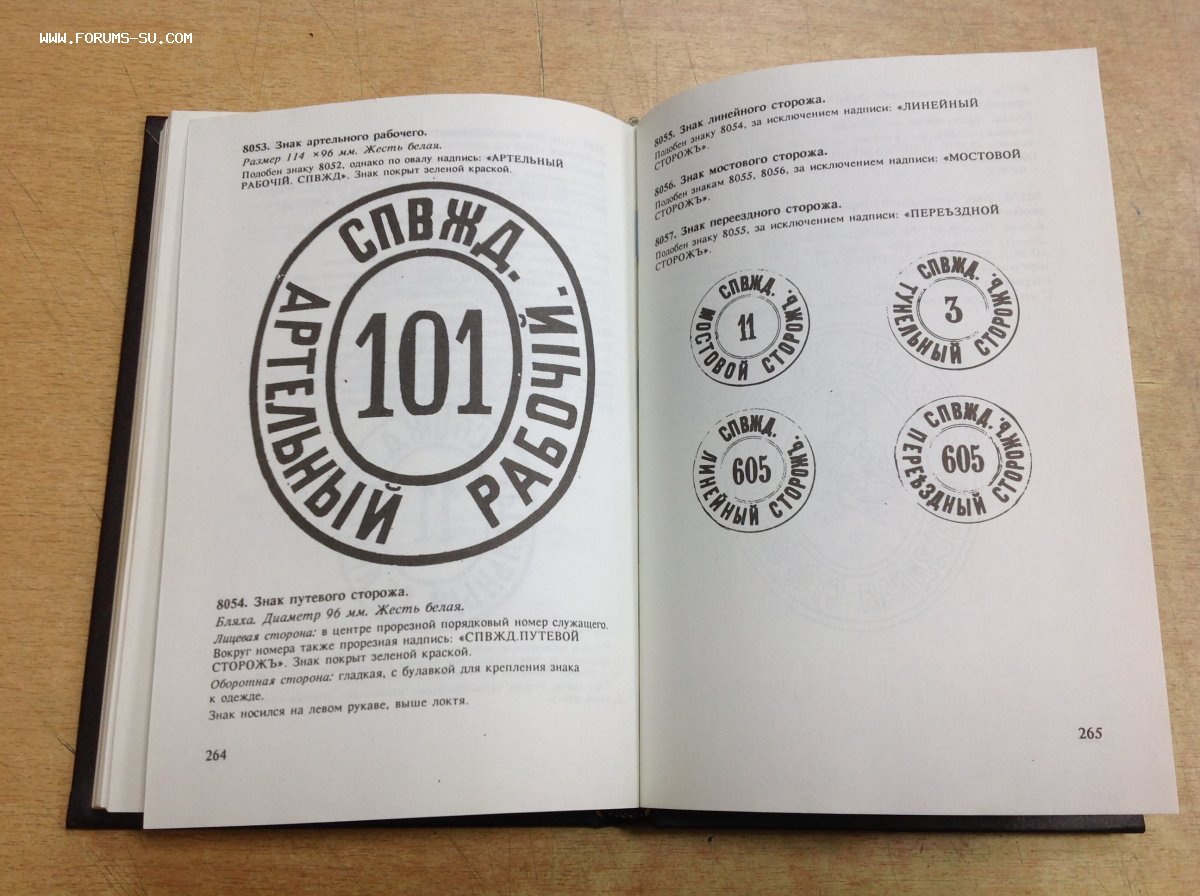 WWW.FORUMS-SU.COM
8053. Знак артельного рабочего.
Размер 114 ×96 мм. Жесть белая.
Подобен знаку 8052, однако по овалу надпись: «АРТЕЛЬНЫЙ
РАБОЧІЙ. СПВЖД». Знак покрыт зеленой краской.
СПВЖД.
АРТЕЛЬНЫЙ РАБОЧІЙ.
101
8054. Знак путевого сторожа.
Бляха. Диаметр 96 мм. Жесть белая.
Лицевая сторона: в центре прорезной порядковый номер служащего.
Вокруг номера также прорезная надпись: «СПВЖД.ПУТЕВОЙ
СТОРОЖЪ». Знак покрыт зеленой краской.
Оборотная сторона: гладкая, с булавкой для крепления знака
к одежде.
Знак носился на левом рукаве, выше локтя.
264
8055. Знак линейного сторожа.
Подобен знаку 8054, за исключением надписи: «ЛИНЕЙНЫЙ
СТОРОЖЪ».
8056. Знак мостового сторожа.
Подобен знакам 8055, 8056, за исключением надписи: «МОСТОВОЙ
СТОРОЖЪ».
8057. Знак переездного сторожа.
Подобен знаку 8055, за исключением надписи: «ПЕРЕѢЗДНОЙ
СТОРОЖЪ».
СПВЖД.
МОСТОВОЙ СТОРОЖЪ.
11
СПВЖД.
ТУНЕЛЬНЫЙ СТОРОЖЪ.
3
СПВЖД.
ЛИНЕЙНЫЙ СТОРОЖЪ.
605
СПВЖД.
ПЕРЕѢЗДНЫЙ СТОРОЖЪ.
605
265